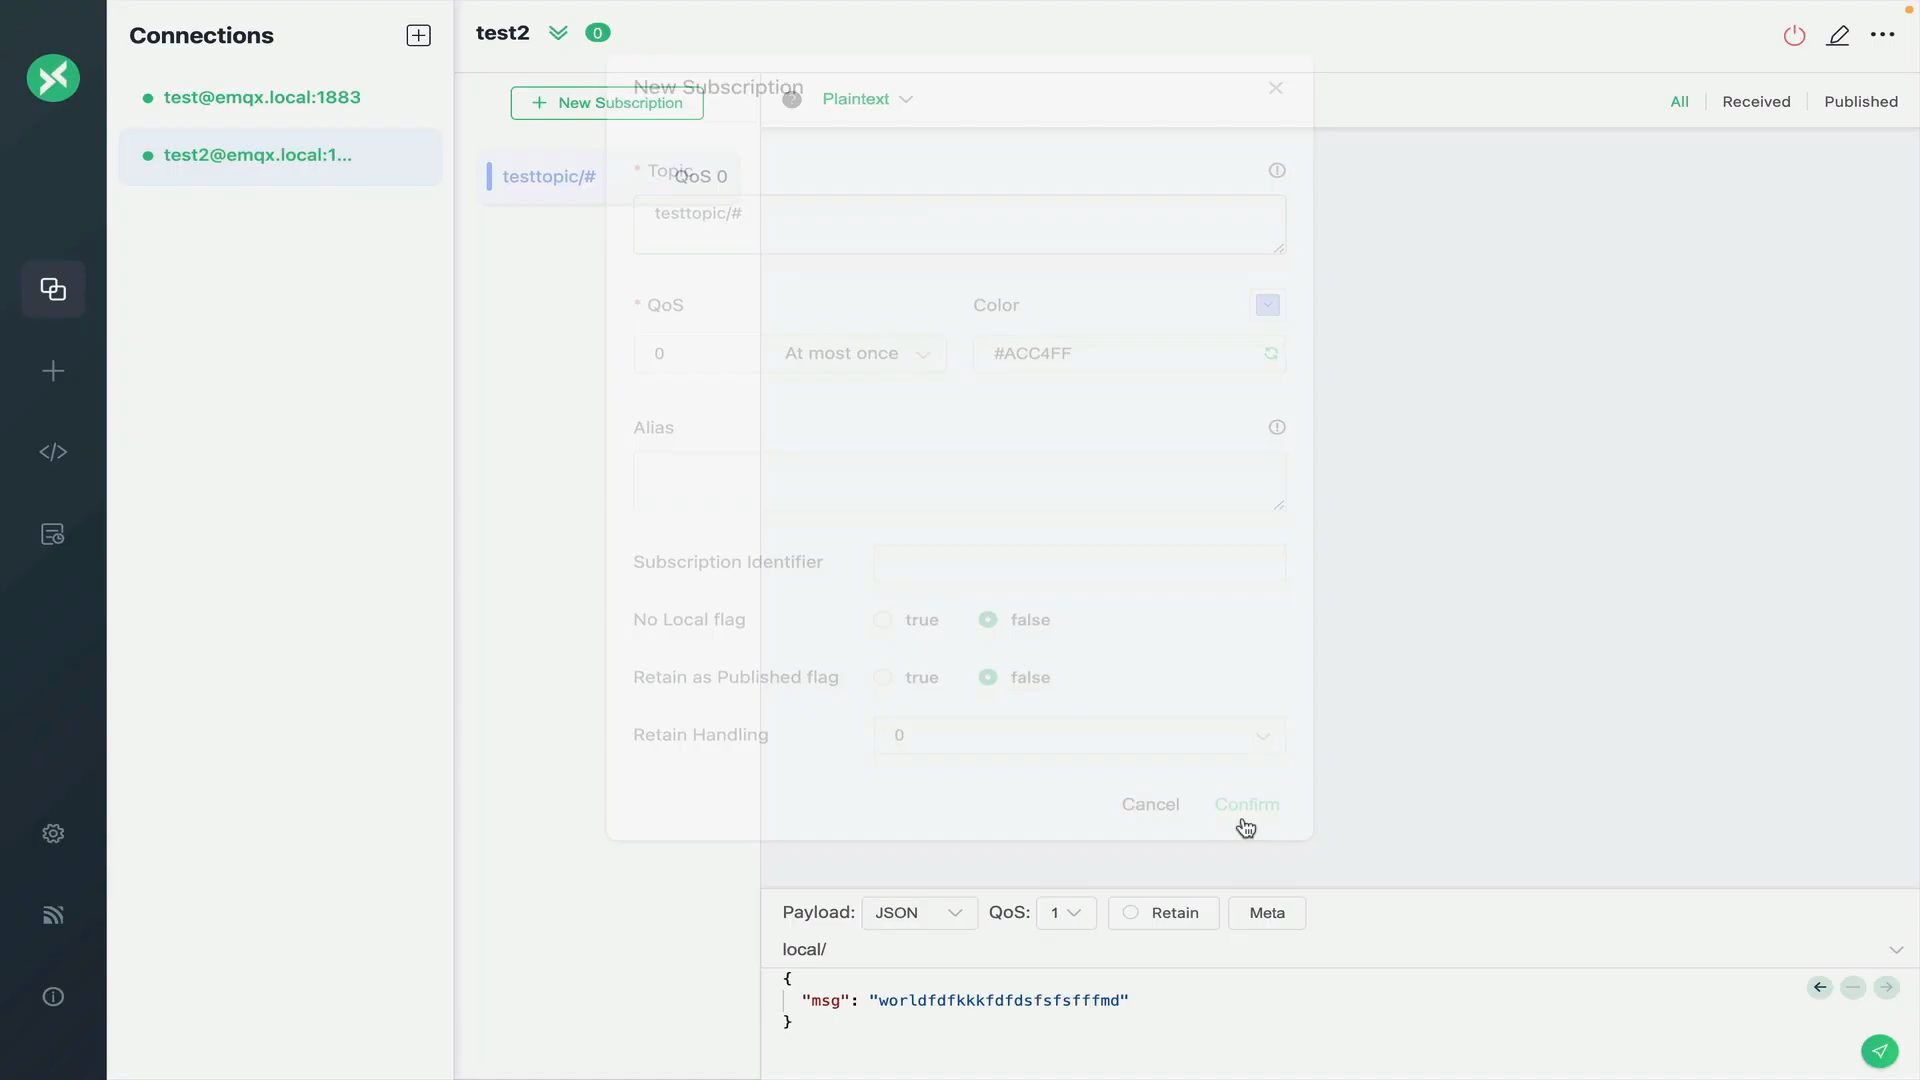 Connections
test@emqx.local:1883
test2@emqx.local:1...
test2
0
+ New Subscription
testtopic/# QoS 0
Plaintext
All
Received
Published
New Subscription
* Topic
testtopic/#
* QoS
Color
0 At most once
#ACC4FF
Alias
Subscription Identifier
No Local flag
true false
Retain as Published flag
true false
Retain Handling
0
Cancel Confirm
Payload: JSON QoS: 1 Retain Meta
local/
{
"msg": "worldfdfkkkfdfdsfsfsfffmd"
}